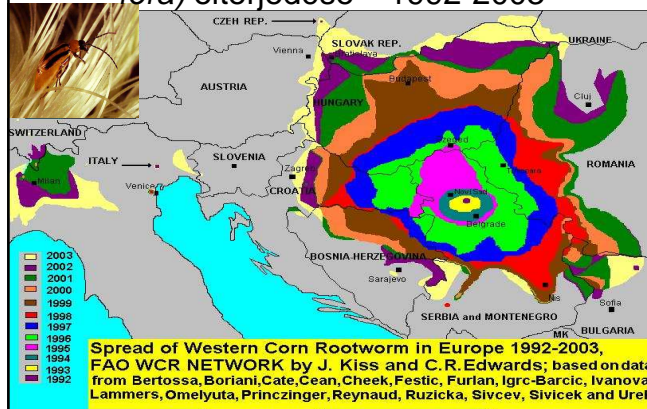 elterjedése 1992-2003
CZEH REP.
Vienna
SLOVAK REP.
UKRAINE
AUSTRIA
Budapest
Cluj
HUNGARY
SWITZERLAND
ITALY
SLOVENIA
ROMANIA
Milan
Venice
Zagreb
CROATIA
Novi Sad
Belgrade
BOSNIA-HERZEGOVINA
Sarajevo
Nis
Sofia
SERBIA and MONTENEGRO
MK
BULGARIA
2003
2002
2001
2000
1999
1998
1997
1996
1995
1994
1993
1992
Spread of Western Corn Rootworm in Europe 1992-2003,
FAO WCR NETWORK by J. Kiss and C.R.Edwards; based on data
from Bertossa,Boriani,Cate,Cean,Cheek,Festic, Furlan, Igrc-Barcic, Ivanova
Lammers, Omelyuta, Princzinger, Reynaud, Ruzicka, Sivcev, Sivicek and Urek